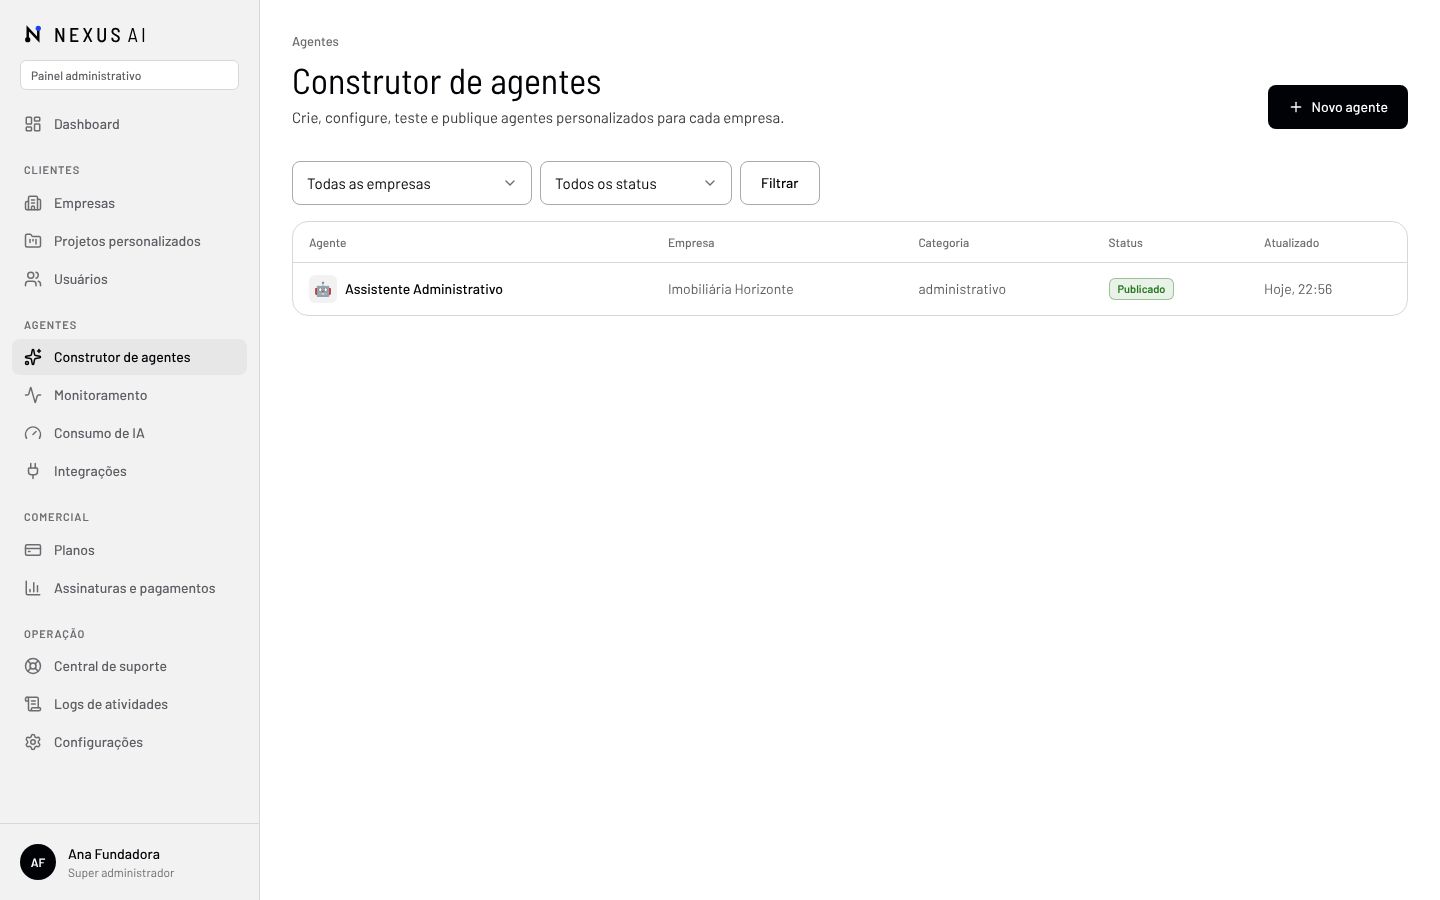 NEXUS AI
Painel administrativo
Dashboard
CLIENTES
Empresas
Projetos personalizados
Usuários
AGENTES
Construtor de agentes
Monitoramento
Consumo de IA
Integrações
COMERCIAL
Planos
Assinaturas e pagamentos
OPERAÇÃO
Central de suporte
Logs de atividades
Configurações
AF
Ana Fundadora
Super administrador
Agentes
Construtor de agentes
Crie, configure, teste e publique agentes personalizados para cada empresa.
Novo agente
Todas as empresas
Todos os status
Filtrar
Agente Empresa Categoria Status Atualizado
Assistente Administrativo Imobiliária Horizonte administrativo Publicado Hoje, 22:56